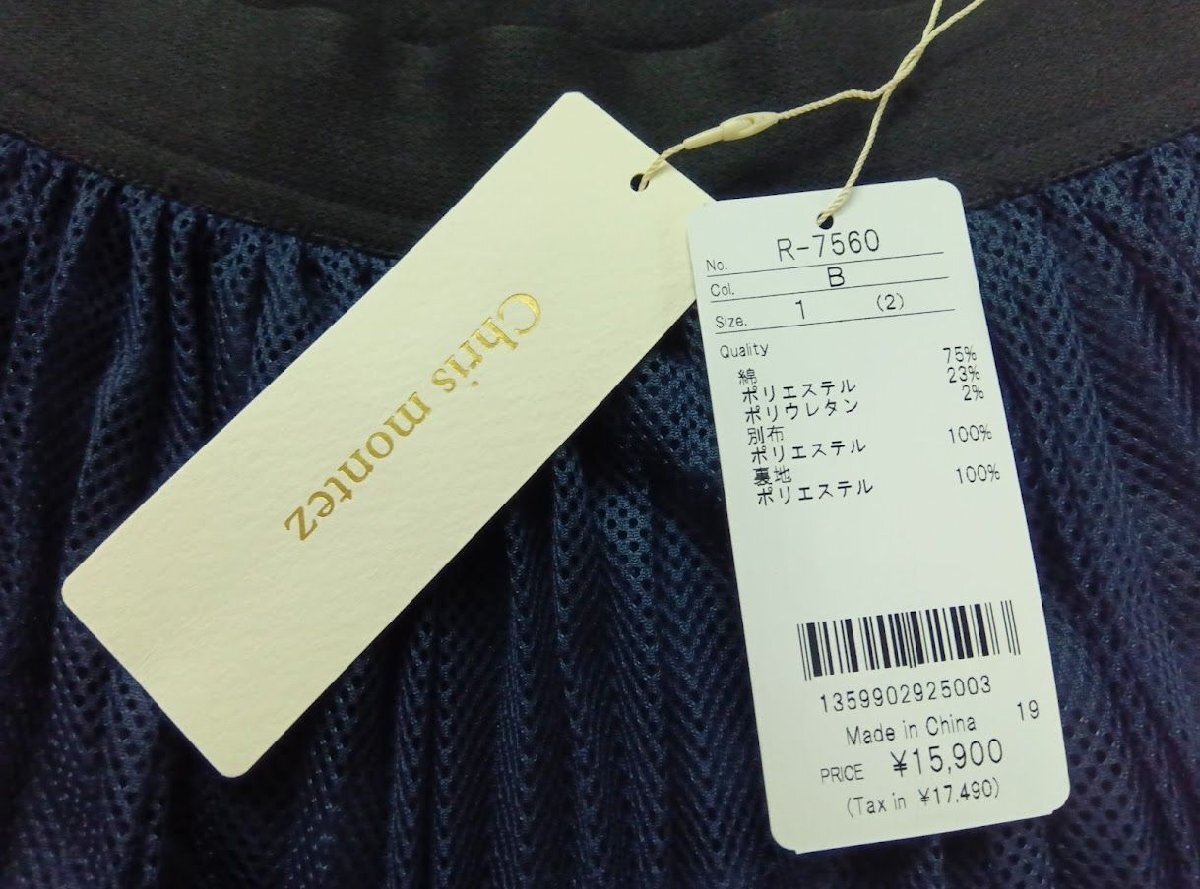 Chris montez
No. R-7560
Col. B
Size. 1 (2)
Quality
綿 75%
ポリエステル 23%
ポリウレタン 2%
別布
ポリエステル 100%
裏地
ポリエステル 100%
1359902925003
Made in China 19
PRICE ¥15,900
(Tax in ¥17.490)